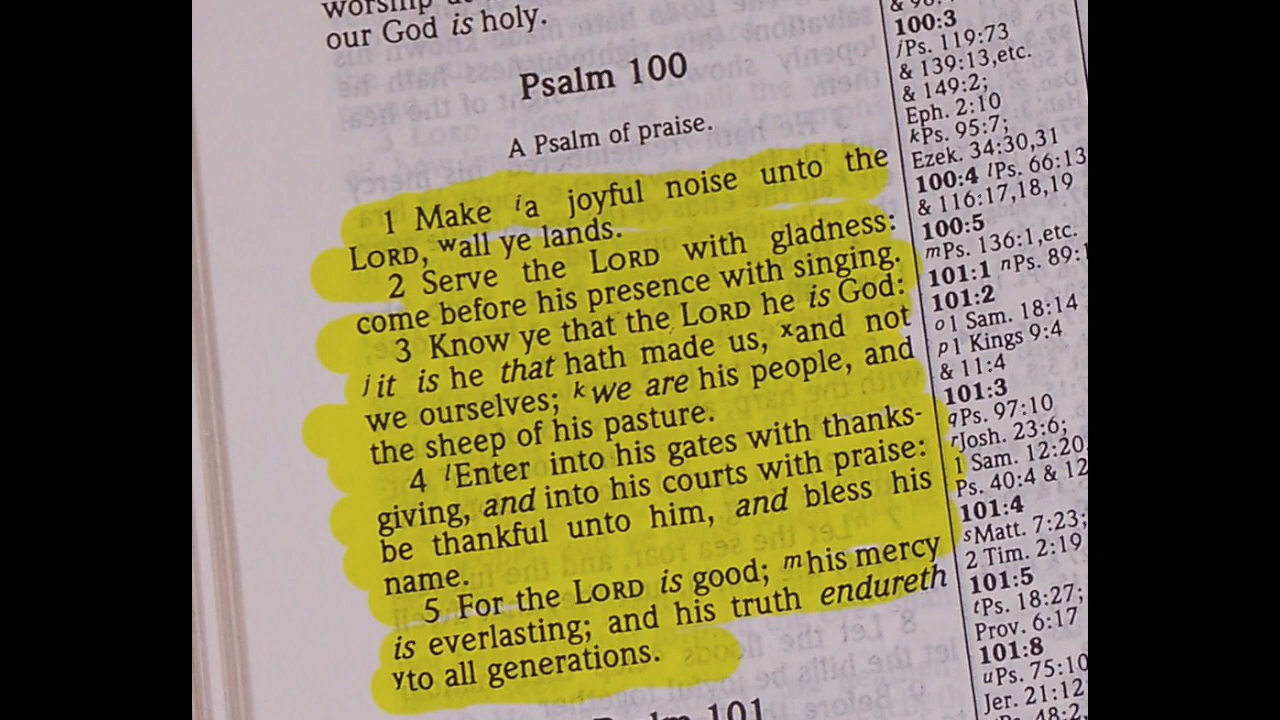 our God is holy.
Psalm 100
A Psalm of praise.
1 Make ia joyful noise unto the
LORD, wall ye lands.
2 Serve the LORD with gladness:
come before his presence with singing.
3 Know ye that the LORD he is God:
jit is he that hath made us, xand not
we ourselves; kwe are his people, and
the sheep of his pasture.
4 lEnter into his gates with thanks-
giving, and into his courts with praise:
be thankful unto him, and bless his
name.
5 For the LORD is good; mhis mercy
is everlasting; and his truth endureth
yto all generations.
Psalm 101
100:3
jPs. 119:73
& 139:13,etc.
& 149:2;
Eph. 2:10
kPs. 95:7;
Ezek. 34:30,31
100:4 lPs. 66:13
& 116:17,18,19
100:5
mPs. 136:1,etc.
101:1 nPs. 89:1
101:2
o1 Sam. 18:14
p1 Kings 9:4
& 11:4
101:3
qPs. 97:10
rJosh. 23:6;
1 Sam. 12:20
Ps. 40:4 & 12
101:4
sMatt. 7:23;
2 Tim. 2:19
101:5
tPs. 18:27;
Prov. 6:17
101:8
uPs. 75:10
Jer. 21:12
Ps. 48:2,